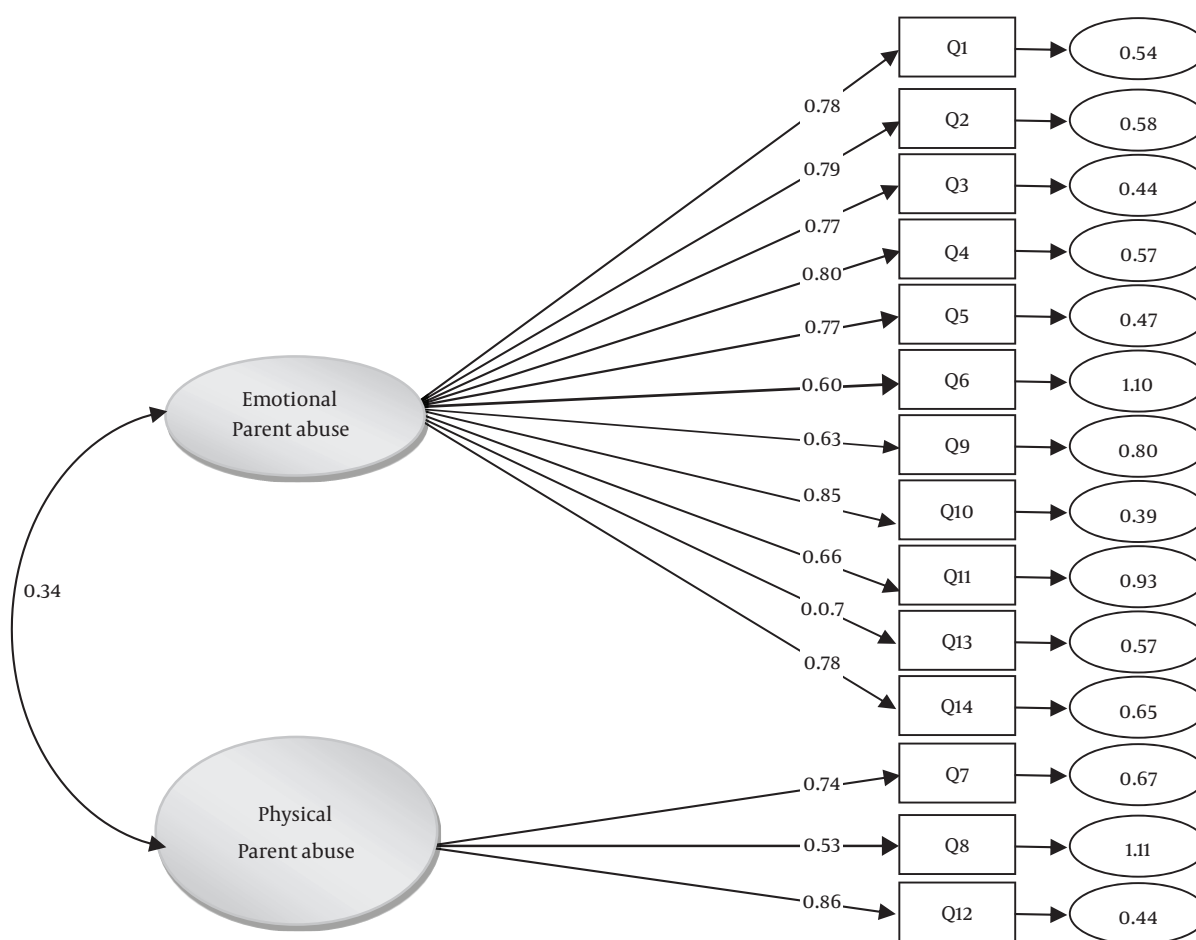 Q1
0.54
0.78
Q2
0.58
0.79
Q3
0.44
0.77
Q4
0.57
0.80
Q5
0.47
0.77
Emotional
Parent abuse
Q6
1.10
0.60
Q9
0.80
0.63
Q10
0.39
0.85
Q11
0.93
0.66
0.34
Q13
0.57
0.0.7
Q14
0.65
0.78
Physical
Parent abuse
Q7
0.67
0.74
Q8
1.11
0.53
Q12
0.44
0.86